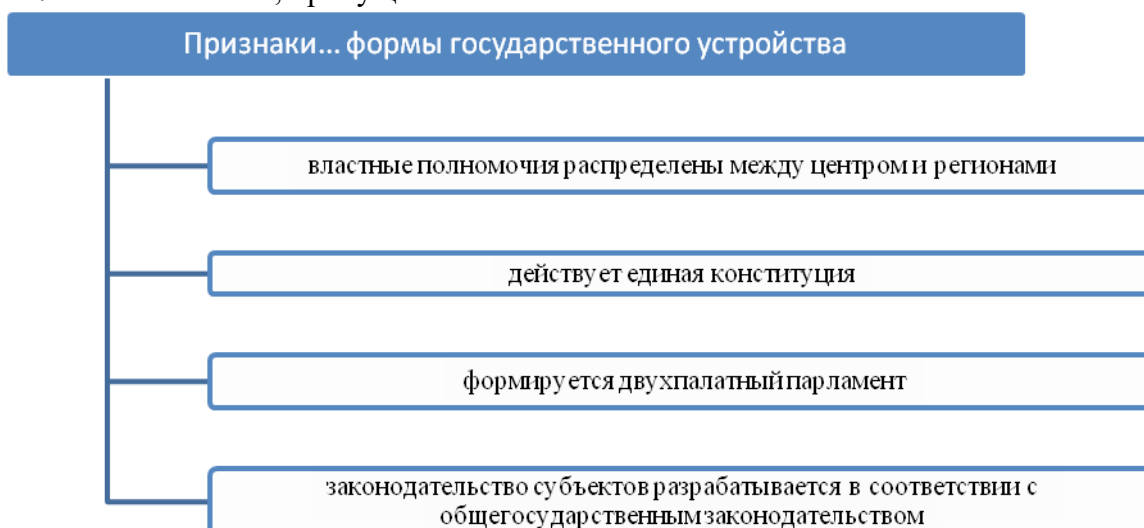 Признаки... формы государственного устройства
властные полномочия распределены между центром и регионами
действует единая конституция
формируется двухпалатный парламент
законодательство субъектов разрабатывается в соответствии с
общегосударственным законодательством